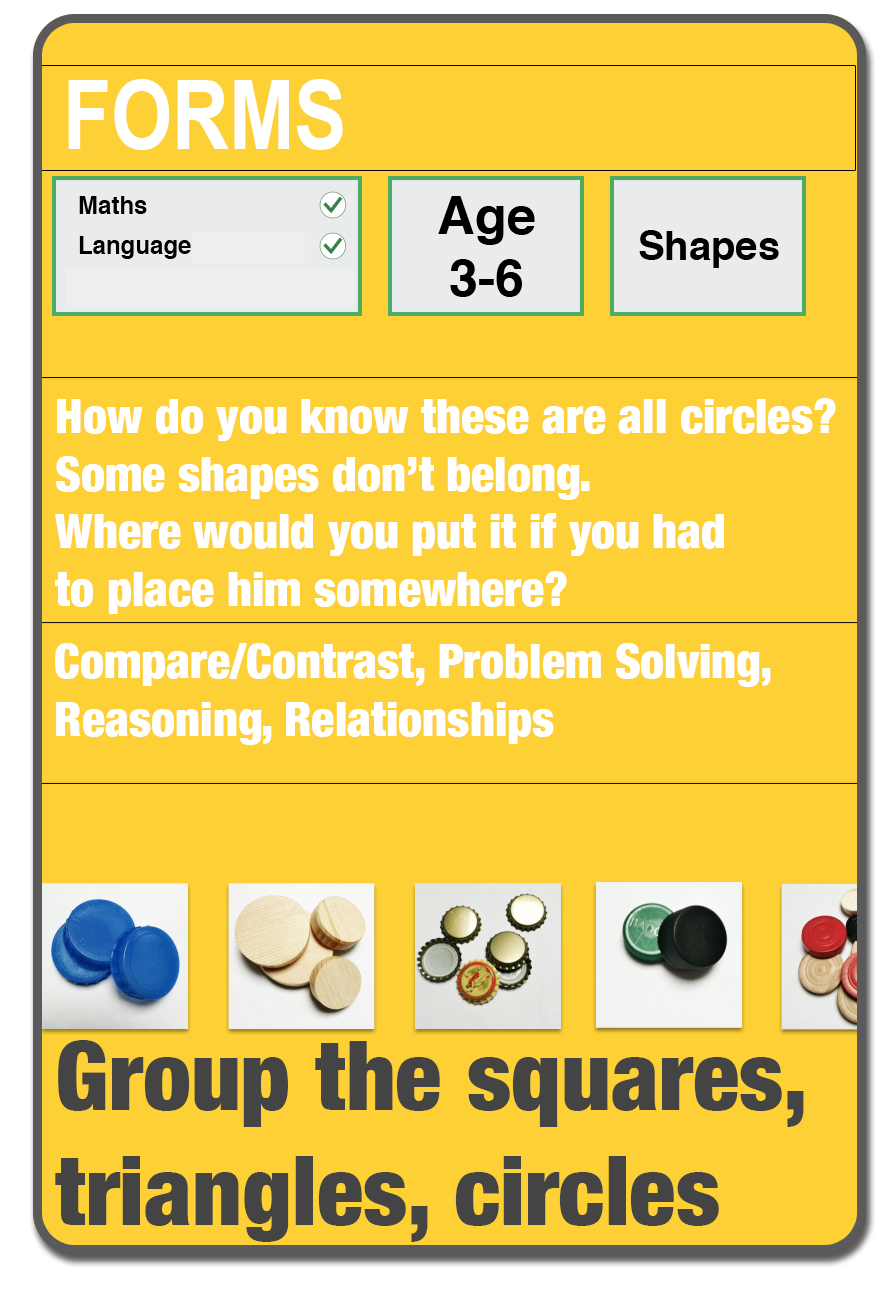 FORMS
Maths
Language
Age
3-6
Shapes
How do you know these are all circles?
Some shapes don’t belong.
Where would you put it if you had
to place him somewhere?
Compare/Contrast, Problem Solving,
Reasoning, Relationships
Group the squares,
triangles, circles